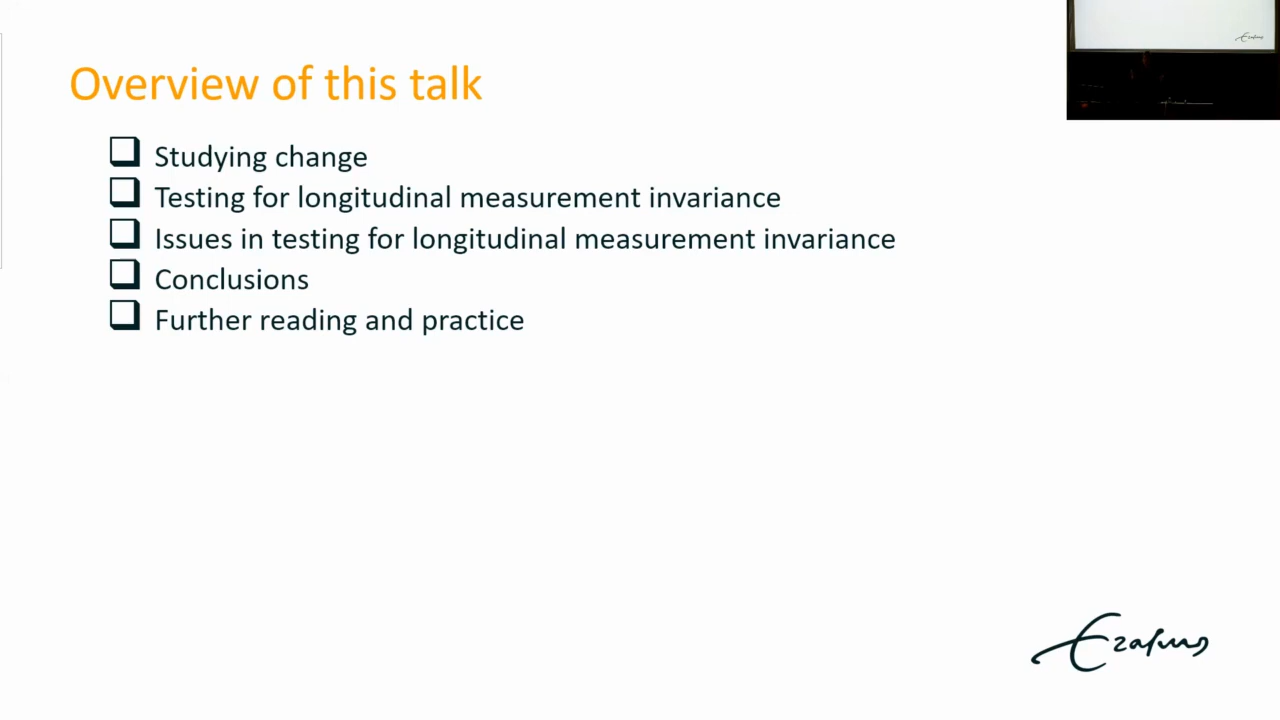 Overview of this talk
Studying change
Testing for longitudinal measurement invariance
Issues in testing for longitudinal measurement invariance
Conclusions
Further reading and practice
Erasmus